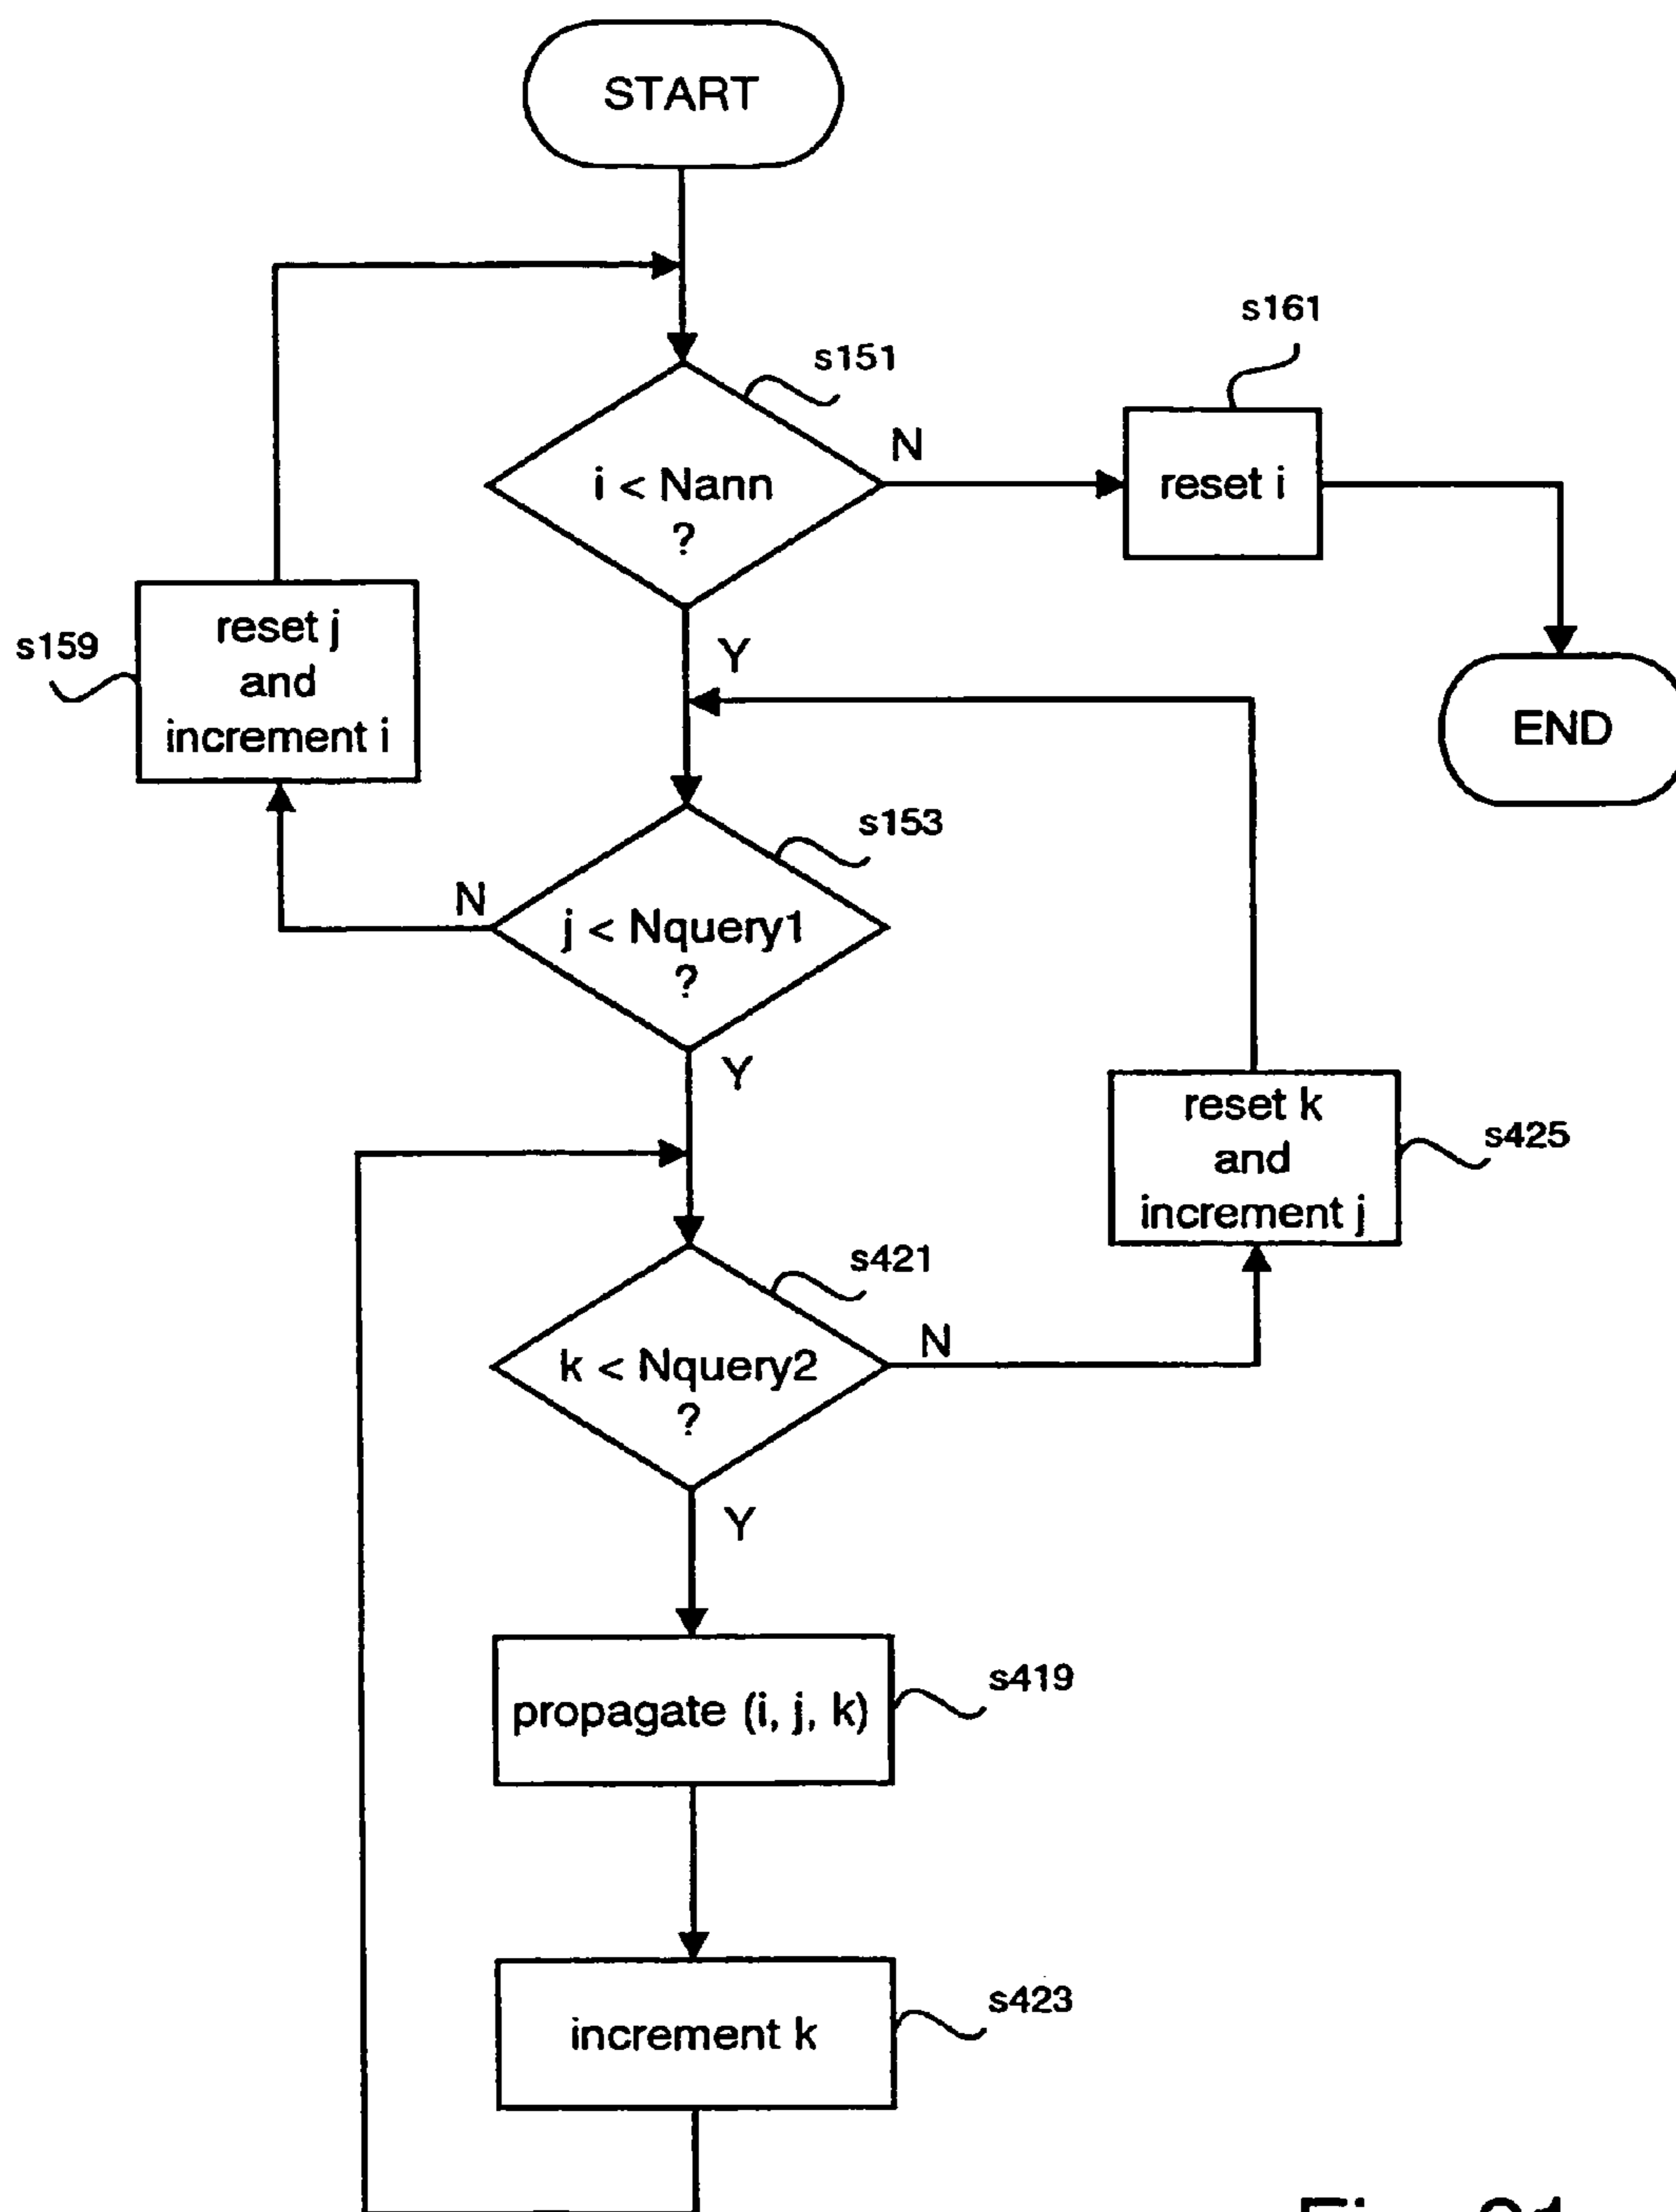 START
s161
s151
N
i < Nann
?
reset i
s159
reset j
and
increment i
Y
END
s153
N
j < Nquery1
?
Y
reset k
and
increment j
s425
s421
N
k < Nquery2
?
Y
propagate (i, j, k)
s419
increment k
s423